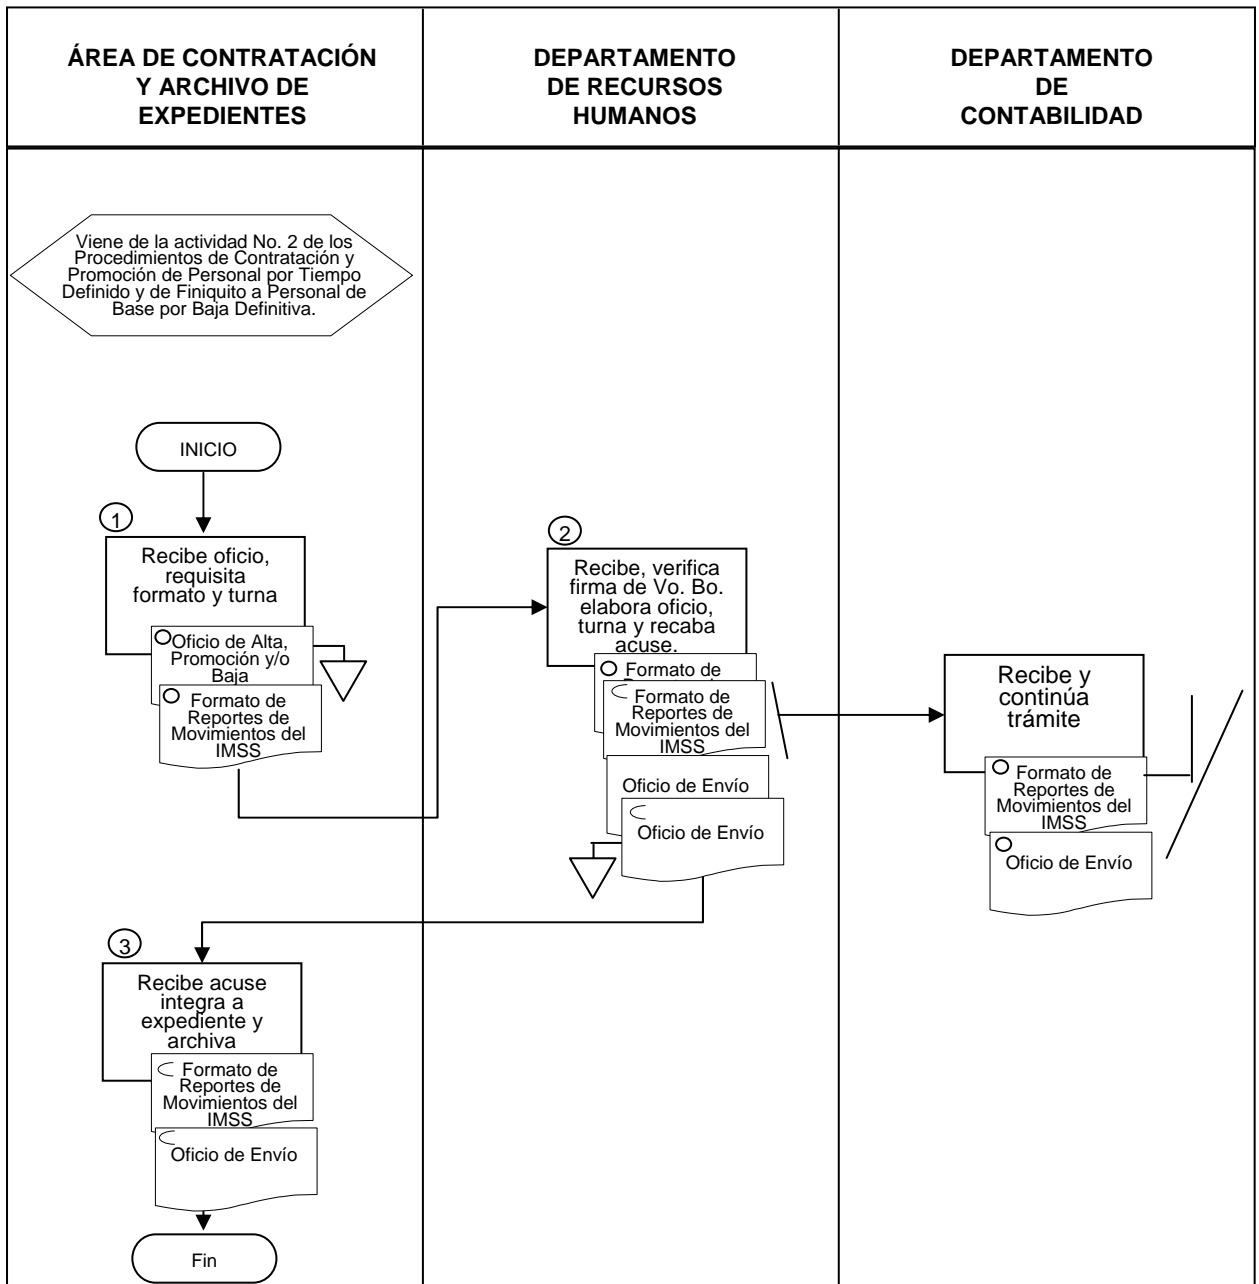 ÁREA DE CONTRATACIÓN
Y ARCHIVO DE
EXPEDIENTES
DEPARTAMENTO
DE RECURSOS
HUMANOS
DEPARTAMENTO
DE
CONTABILIDAD
Viene de la actividad No. 2 de los
Procedimientos de Contratación y
Promoción de Personal por Tiempo
Definido y de Finiquito a Personal de
Base por Baja Definitiva.
INICIO
1
Recibe oficio,
requisita
formato y turna
Oficio de Alta,
Promoción y/o
Baja
Formato de
Reportes de
Movimientos del
IMSS
2
Recibe, verifica
firma de Vo. Bo.
elabora oficio,
turna y recaba
acuse.
Formato de
Formato de
Reportes de
Movimientos del
IMSS
Oficio de Envío
Oficio de Envío
Recibe y
continúa
trámite
Formato de
Reportes de
Movimientos del
IMSS
Oficio de Envío
3
Recibe acuse
integra a
expediente y
archiva
Formato de
Reportes de
Movimientos del
IMSS
Oficio de Envío
Fin